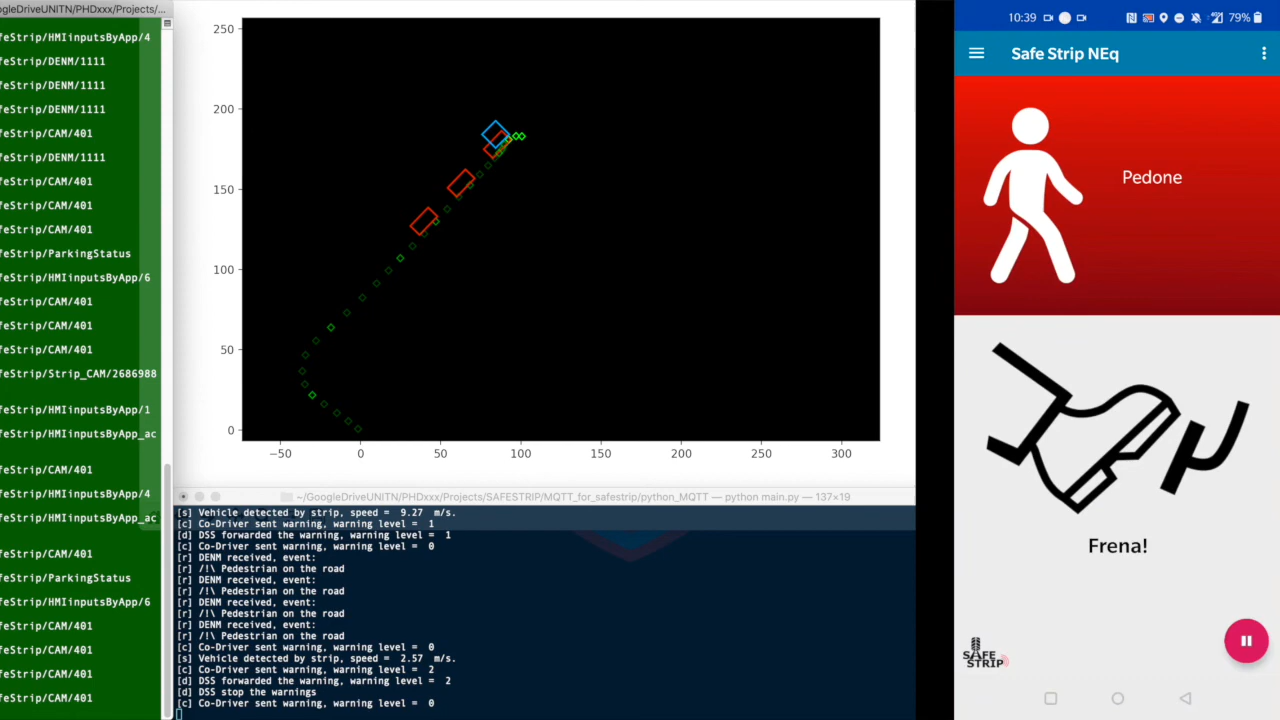 oogleDriveUNITN/PHDxxx/Projects/...
feStrip/HMIinputsByApp/4
feStrip/DENM/1111
feStrip/DENM/1111
feStrip/DENM/1111
feStrip/CAM/401
feStrip/DENM/1111
feStrip/CAM/401
feStrip/CAM/401
feStrip/CAM/401
feStrip/ParkingStatus
feStrip/HMIinputsByApp/6
feStrip/CAM/401
feStrip/CAM/401
feStrip/CAM/401
feStrip/Strip_CAM/2686988
feStrip/HMIinputsByApp/1
feStrip/HMIinputsByApp_ac
feStrip/CAM/401
feStrip/HMIinputsByApp/4
feStrip/HMIinputsByApp_ac
feStrip/CAM/401
feStrip/ParkingStatus
feStrip/HMIinputsByApp/6
feStrip/CAM/401
feStrip/CAM/401
feStrip/CAM/401
feStrip/CAM/401
250
200
150
100
50
0
−50 0 50 100 150 200 250 300
~/GoogleDriveUNITN/PHDxxx/Projects/SAFESTRIP/MQTT_for_safestrip/python_MQTT — python main.py — 137×19
[s] Vehicle detected by strip, speed = 9.27 m/s.
[c] Co-Driver sent warning, warning level = 1
[d] DSS forwarded the warning, warning level = 1
[c] Co-Driver sent warning, warning level = 0
[r] DENM received, event:
[r] /!\ Pedestrian on the road
[r] DENM received, event:
[r] /!\ Pedestrian on the road
[r] DENM received, event:
[r] /!\ Pedestrian on the road
[r] DENM received, event:
[r] /!\ Pedestrian on the road
[c] Co-Driver sent warning, warning level = 0
[s] Vehicle detected by strip, speed = 2.57 m/s.
[c] Co-Driver sent warning, warning level = 2
[d] DSS forwarded the warning, warning level = 2
[d] DSS stop the warnings
[c] Co-Driver sent warning, warning level = 0
10:39 79%
Safe Strip NEq
Pedone
Frena!
SAFE
STRIP